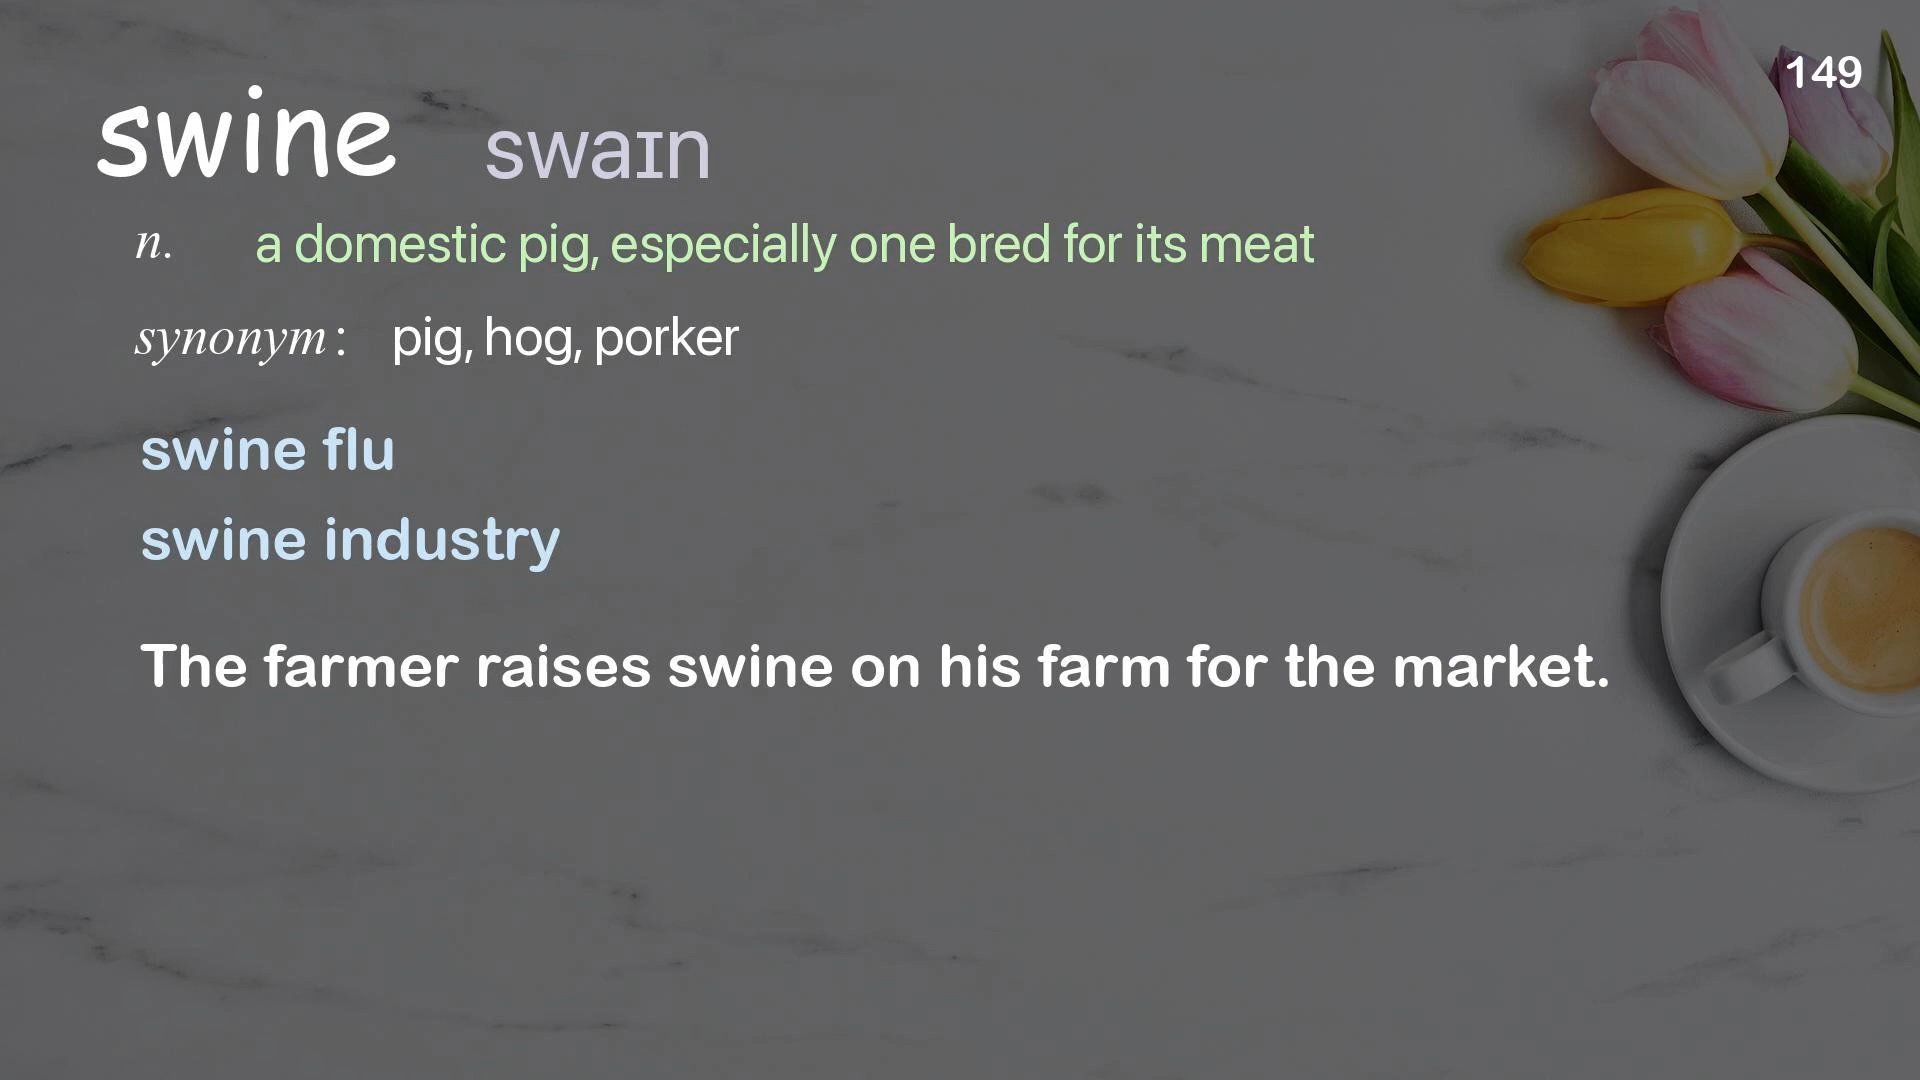 149
swine swaɪn
n. a domestic pig, especially one bred for its meat
synonym: pig, hog, porker
swine flu
swine industry
The farmer raises swine on his farm for the market.